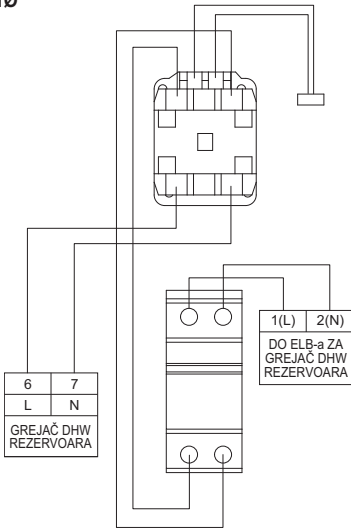 1(L) 2(N)
DO ELB-a ZA
GREJAČ DHW
REZERVOARA
6 7
L N
GREJAČ DHW
REZERVOARA